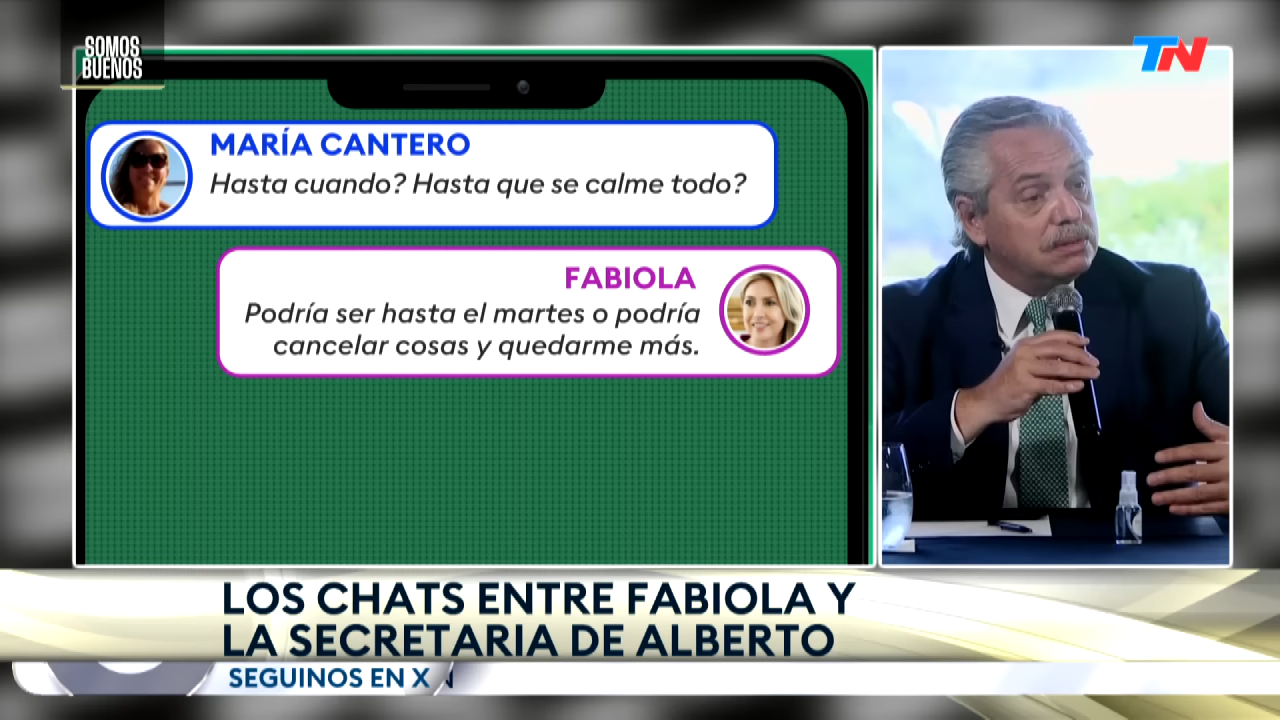 SOMOS
BUENOS
TN
MARÍA CANTERO
Hasta cuando? Hasta que se calme todo?
FABIOLA
Podría ser hasta el martes o podría
cancelar cosas y quedarme más.
LOS CHATS ENTRE FABIOLA Y
LA SECRETARIA DE ALBERTO
SEGUINOS EN X